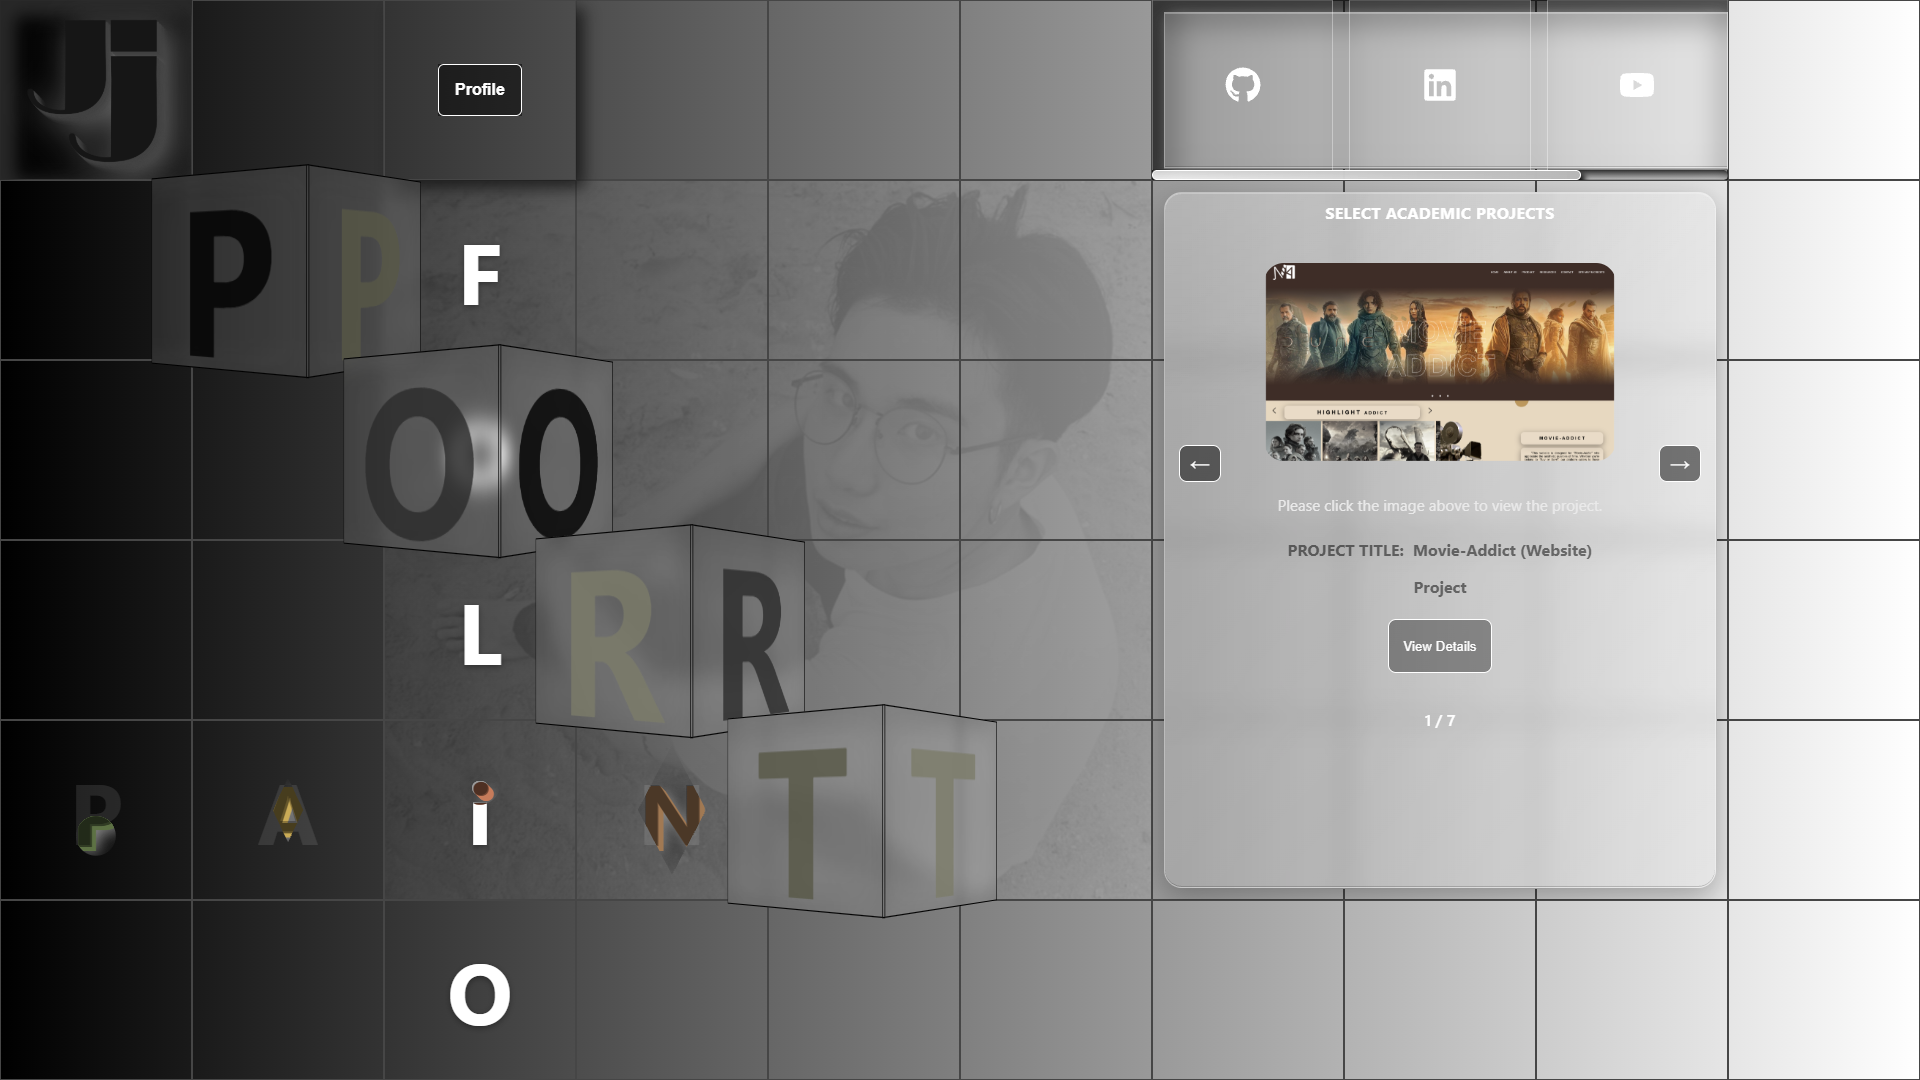 Jj
Profile
P P
F
O O
L
R R
P A i N T T
O
SELECT ACADEMIC PROJECTS
MOVIE
ADDICT
HIGHLIGHT ADDICT
MOVIE-ADDICT
←
→
Please click the image above to view the project.
PROJECT TITLE: Movie-Addict (Website)
Project
View Details
1 / 7